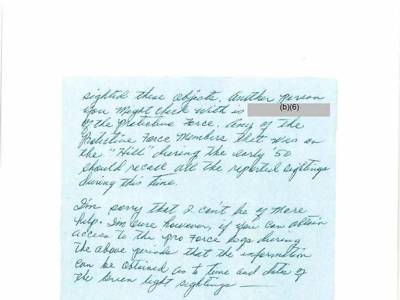 sighted these objects. Another person
you might check with is (b)(6)
of the Protective Force. Any of the
Protective Force Members that was on
the "Hill" during the early 50
should recall all the reported sightings
during this time.
I'm sorry that I can't be of more
help. I'm sure however, if you can obtain
access to the pro Force logs during
the above periods that the information
can be obtained as to time and date of
the Green light sightings —